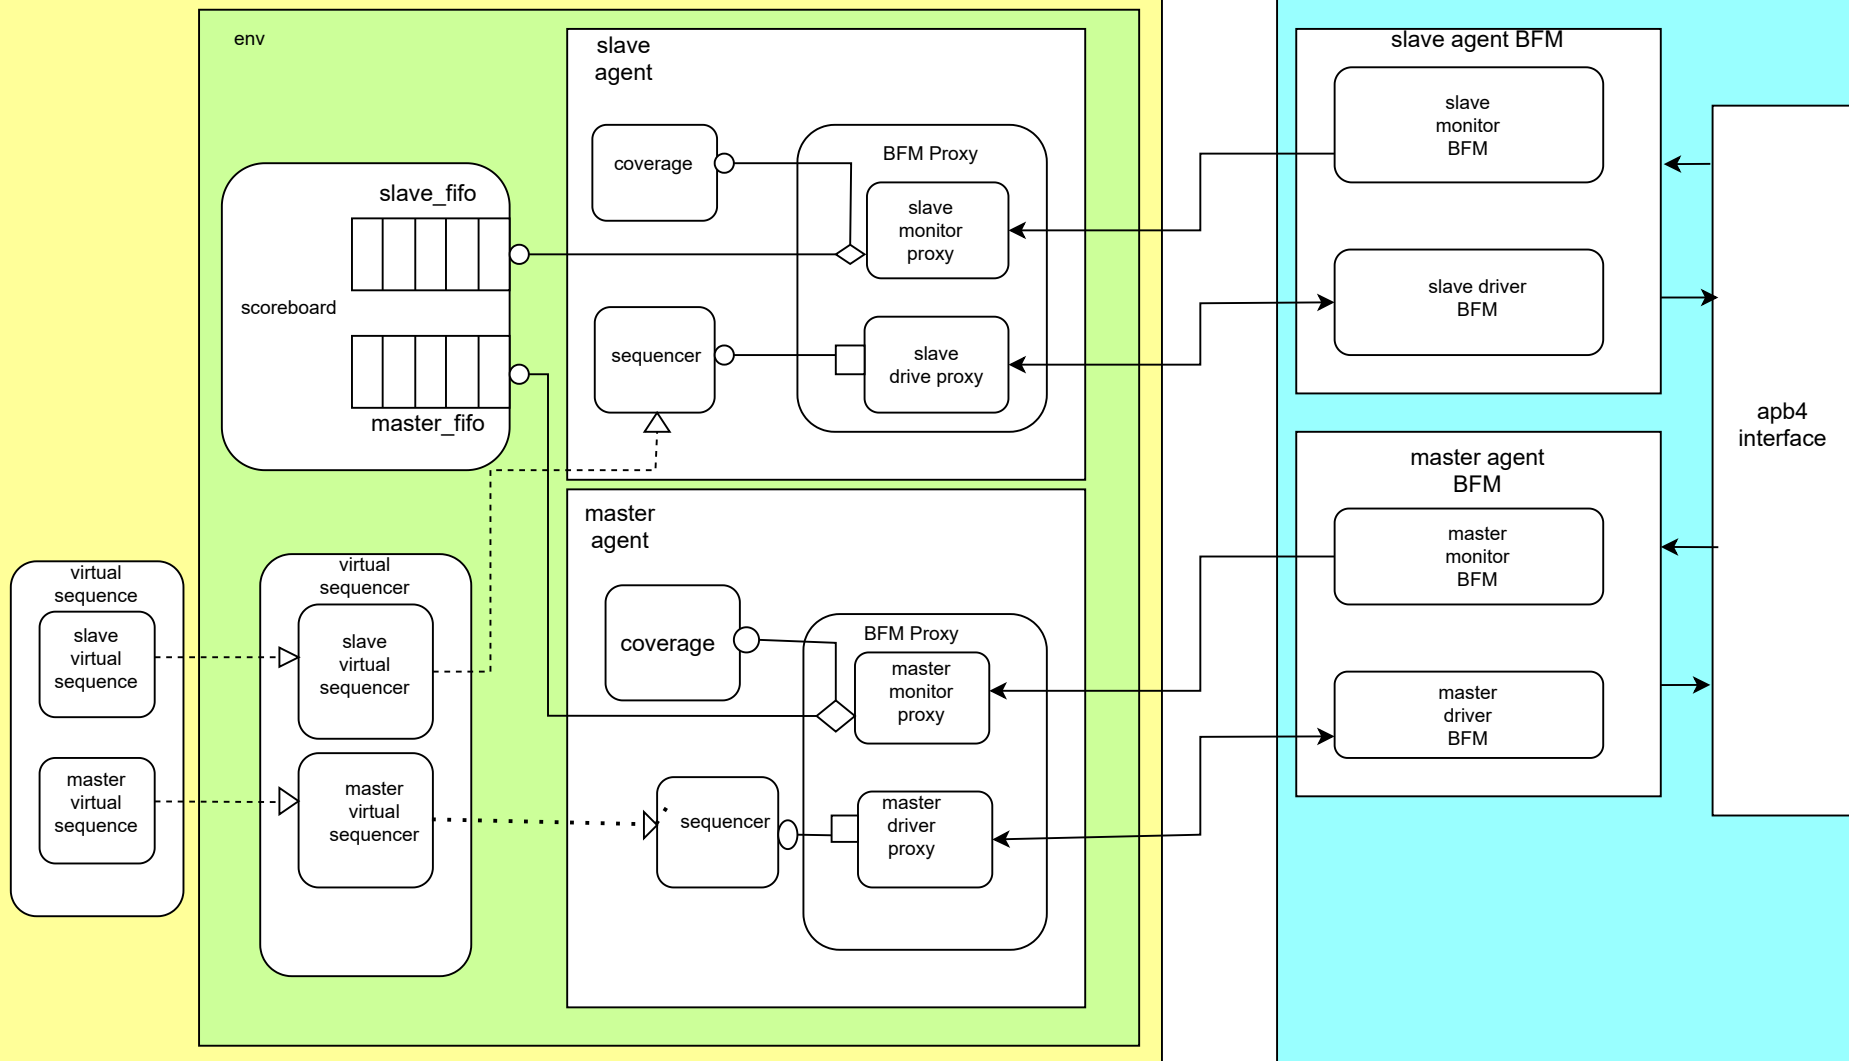 env
slave
agent
slave agent BFM
coverage
BFM Proxy
slave
monitor
proxy
slave
monitor
BFM
slave_fifo
scoreboard
master_fifo
sequencer
slave
drive proxy
slave driver
BFM
apb4
interface
master agent
BFM
master
agent
master
monitor
BFM
virtual
sequence
slave
virtual
sequence
master
virtual
sequence
virtual
sequencer
slave
virtual
sequencer
master
virtual
sequencer
coverage
BFM Proxy
master
monitor
proxy
sequencer
master
driver
proxy
master
driver
BFM